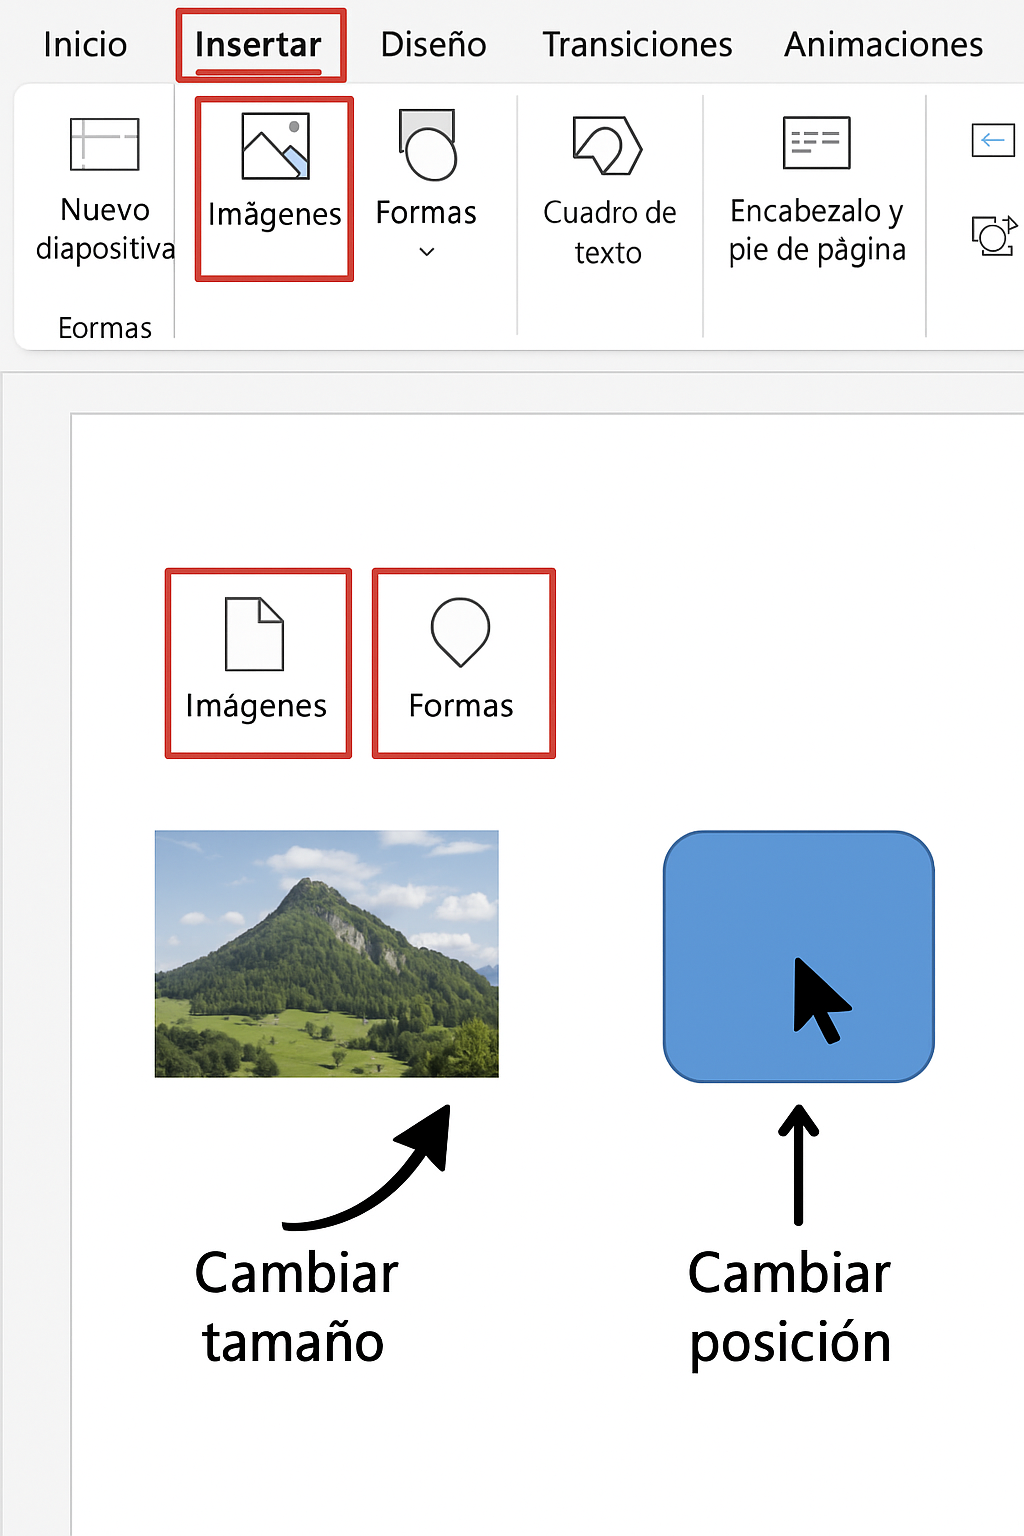 Inicio Insertar Diseño Transiciones Animaciones
Nuevo
diapositiva
Imãgenes
Formas
Cuadro de
texto
Encabezalo y
pie de pàgina
Eormas
Imágenes
Formas
Cambiar
tamaño
Cambiar
posición